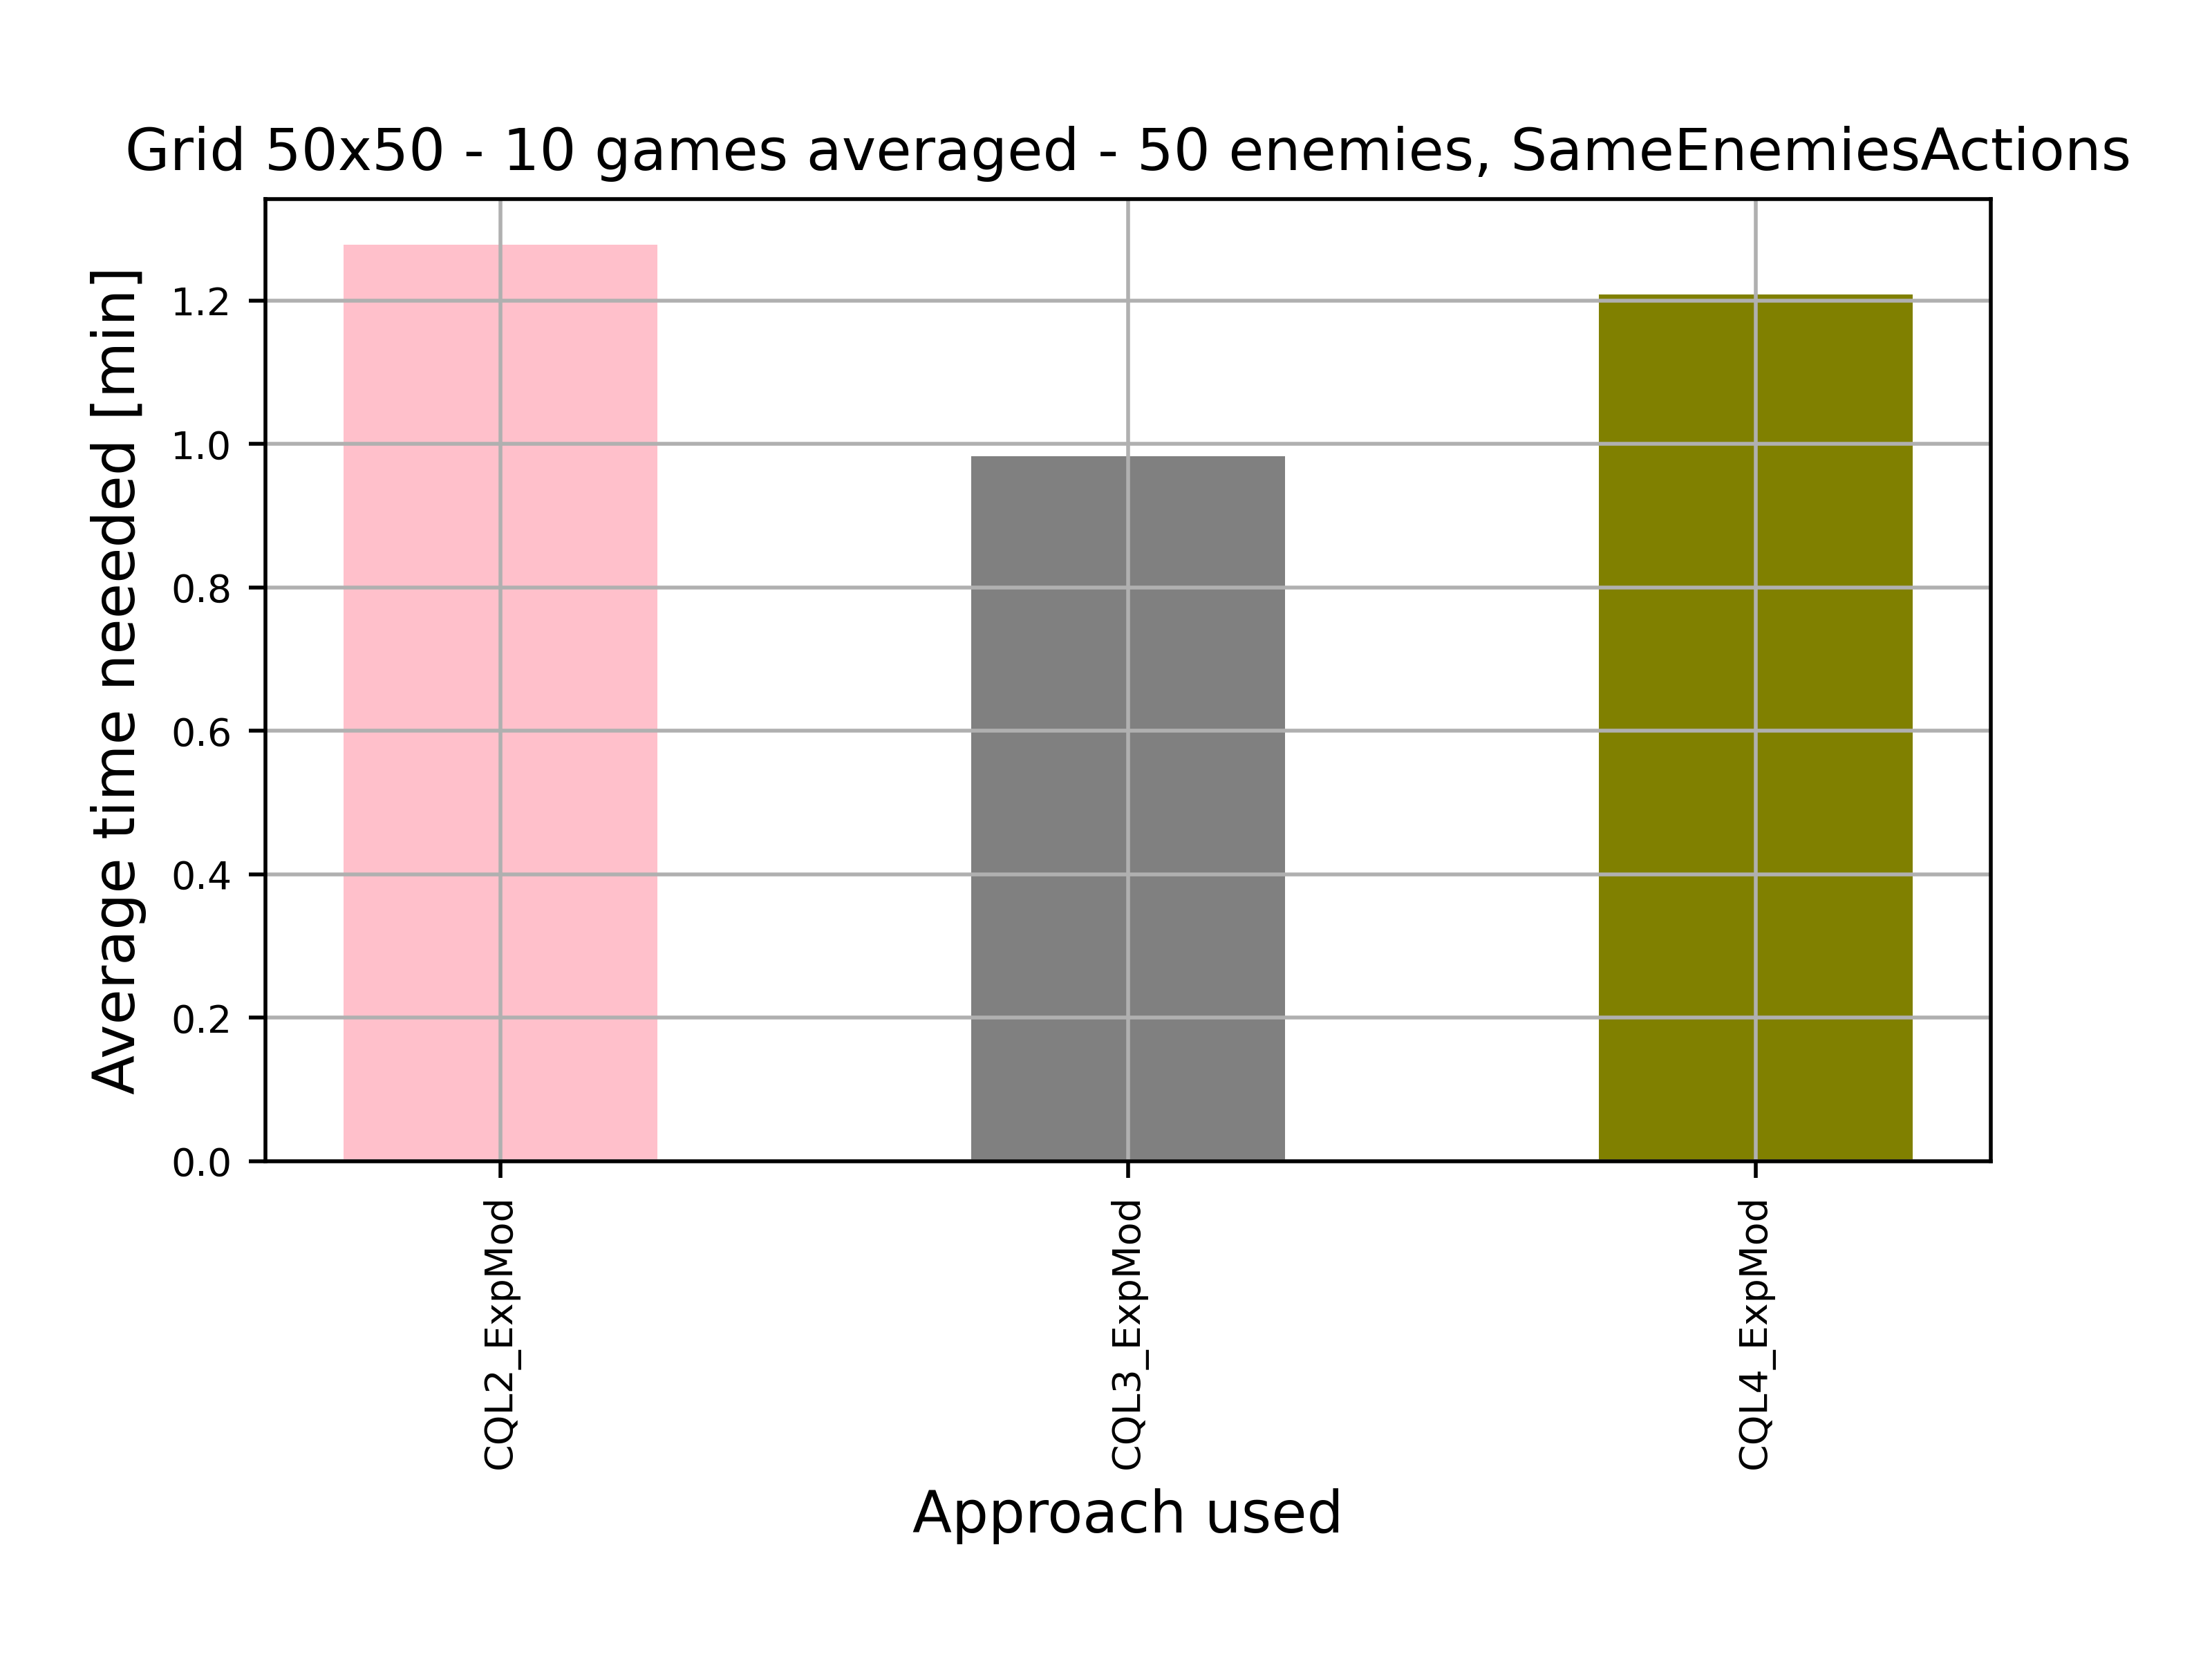 Grid 50x50 - 10 games averaged - 50 enemies, SameEnemiesActions
Average time needed [min]
1.2
1.0
0.8
0.6
0.4
0.2
0.0
CQL2_ExpMod
CQL3_ExpMod
CQL4_ExpMod
Approach used